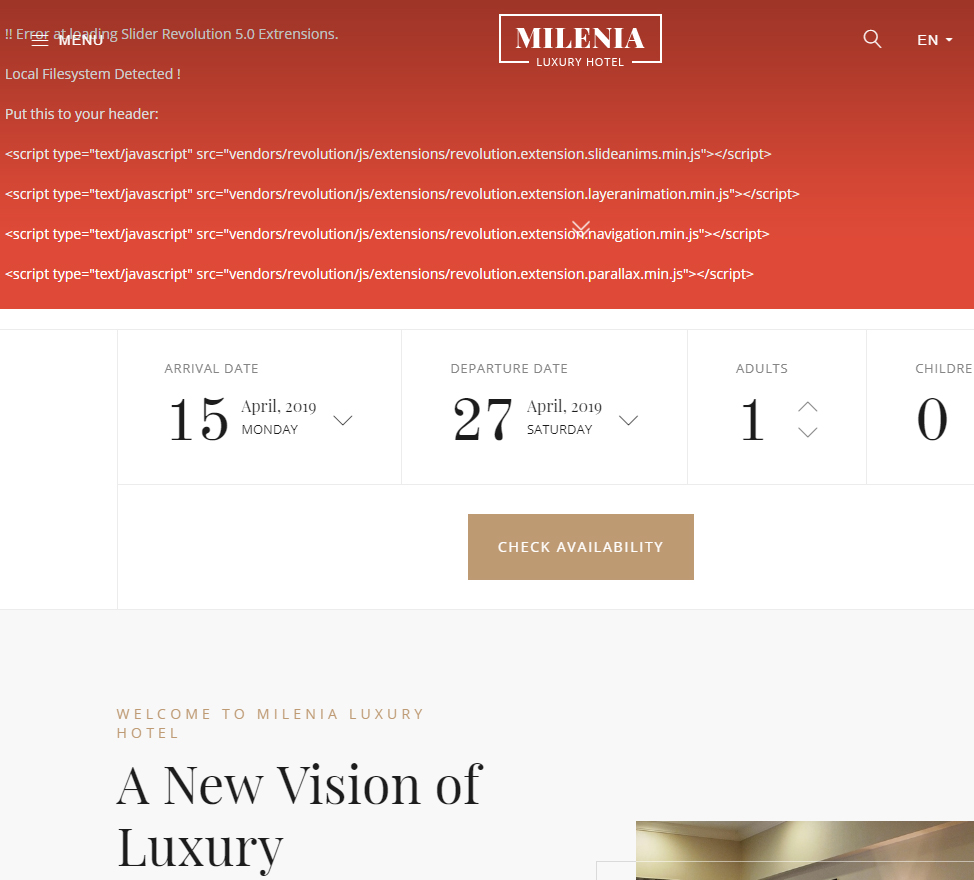 !! Error at loading Slider Revolution 5.0 Extrensions.
MENU
MILENIA
LUXURY HOTEL
EN
Local Filesystem Detected !
Put this to your header:
<script type="text/javascript" src="vendors/revolution/js/extensions/revolution.extension.slideanims.min.js"></script>
<script type="text/javascript" src="vendors/revolution/js/extensions/revolution.extension.layeranimation.min.js"></script>
<script type="text/javascript" src="vendors/revolution/js/extensions/revolution.extension.navigation.min.js"></script>
<script type="text/javascript" src="vendors/revolution/js/extensions/revolution.extension.parallax.min.js"></script>
ARRIVAL DATE
15 April, 2019
MONDAY
DEPARTURE DATE
27 April, 2019
SATURDAY
ADULTS
1
CHILDRE
0
CHECK AVAILABILITY
WELCOME TO MILENIA LUXURY
HOTEL
A New Vision of
Luxury